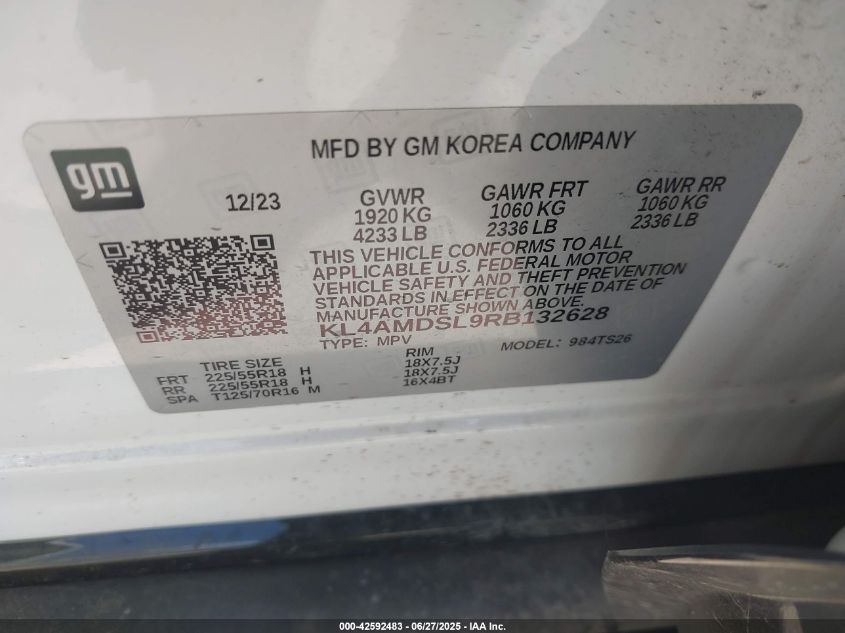 gm
MFD BY GM KOREA COMPANY
12/23
GVWR
1920 KG
4233 LB
GAWR FRT
1060 KG
2336 LB
GAWR RR
1060 KG
2336 LB
THIS VEHICLE CONFORMS TO ALL
APPLICABLE U.S. FEDERAL MOTOR
VEHICLE SAFETY AND THEFT PREVENTION
STANDARDS IN EFFECT ON THE DATE OF
MANUFACTURE SHOWN ABOVE.
KL4AMDSL9RB132628
TYPE: MPV
MODEL: 984TS26
TIRE SIZE
RIM
FRT 225/55R18 H 18X7.5J
RR 225/55R18 H 18X7.5J
SPA T125/70R16 M 16X4BT
000-42592483 - 06/27/2025 - IAA Inc.